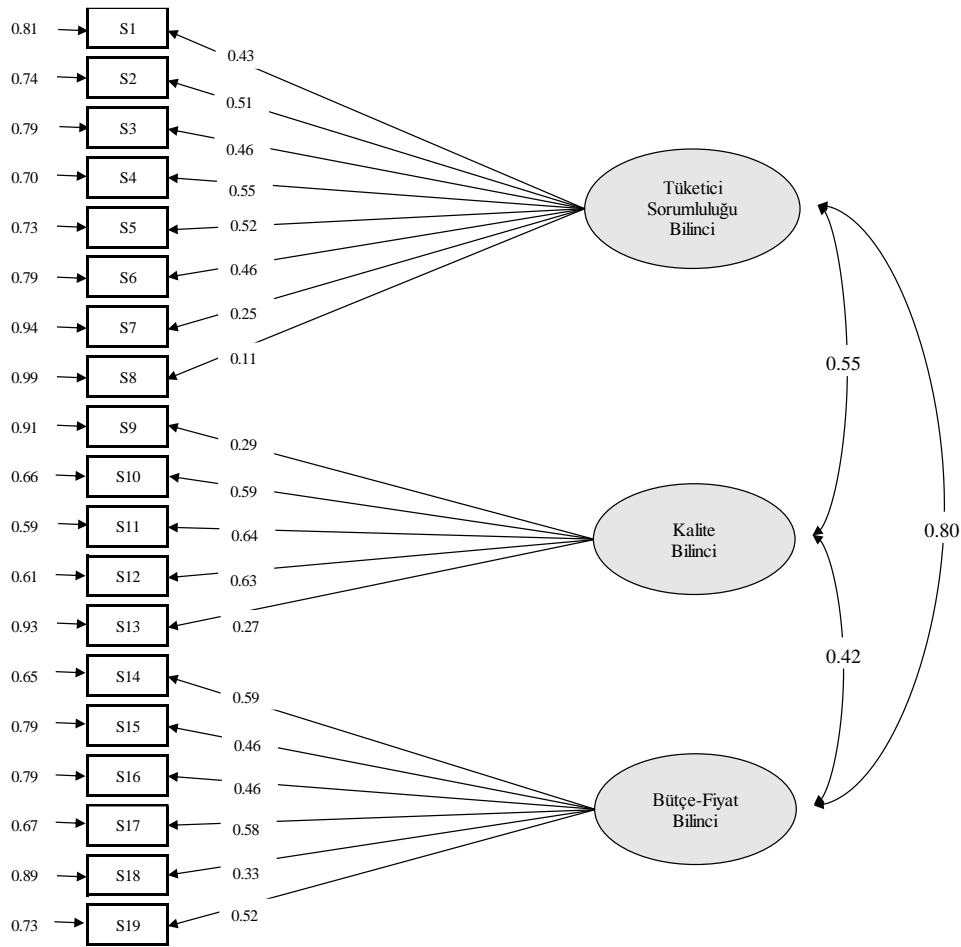 0.81 S1 0.43
0.74 S2 0.51
0.79 S3 0.46
0.70 S4 0.55
0.73 S5 0.52
0.79 S6 0.46
0.94 S7 0.25
0.99 S8 0.11
Tüketici
Sorumluluğu
Bilinci
0.55
0.91 S9 0.29
0.66 S10 0.59
0.59 S11 0.64
0.61 S12 0.63
0.93 S13 0.27
Kalite
Bilinci
0.80
0.42
0.65 S14 0.59
0.79 S15 0.46
0.79 S16 0.46
0.67 S17 0.58
0.89 S18 0.33
0.73 S19 0.52
Bütçe-Fiyat
Bilinci